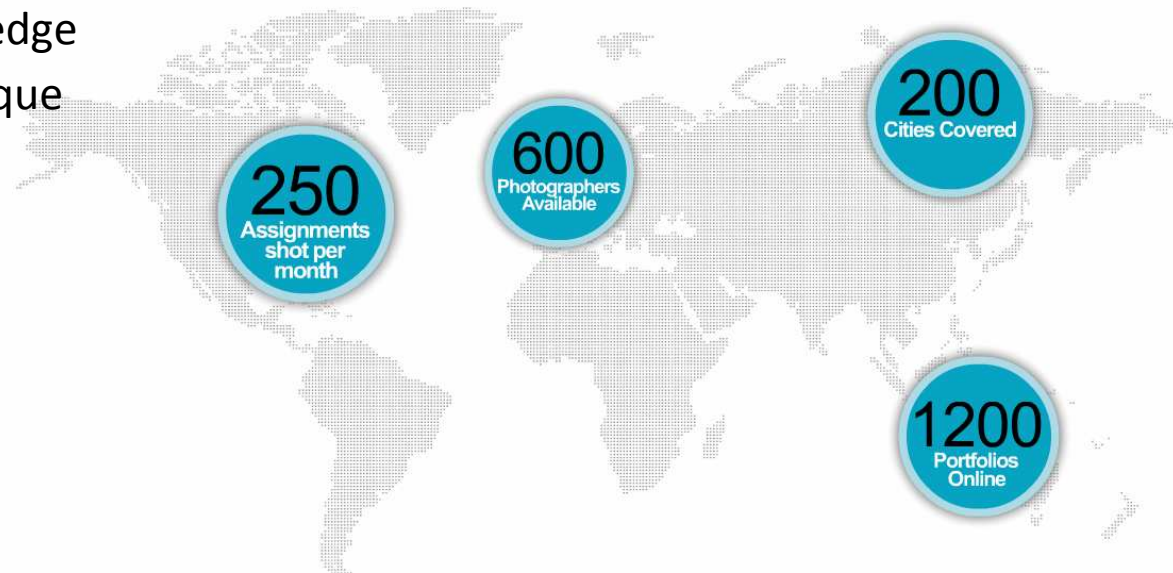 edge
que
250
Assignments
shot per
month
600
Photographers
Available
200
Cities Covered
1200
Portfolios
Online